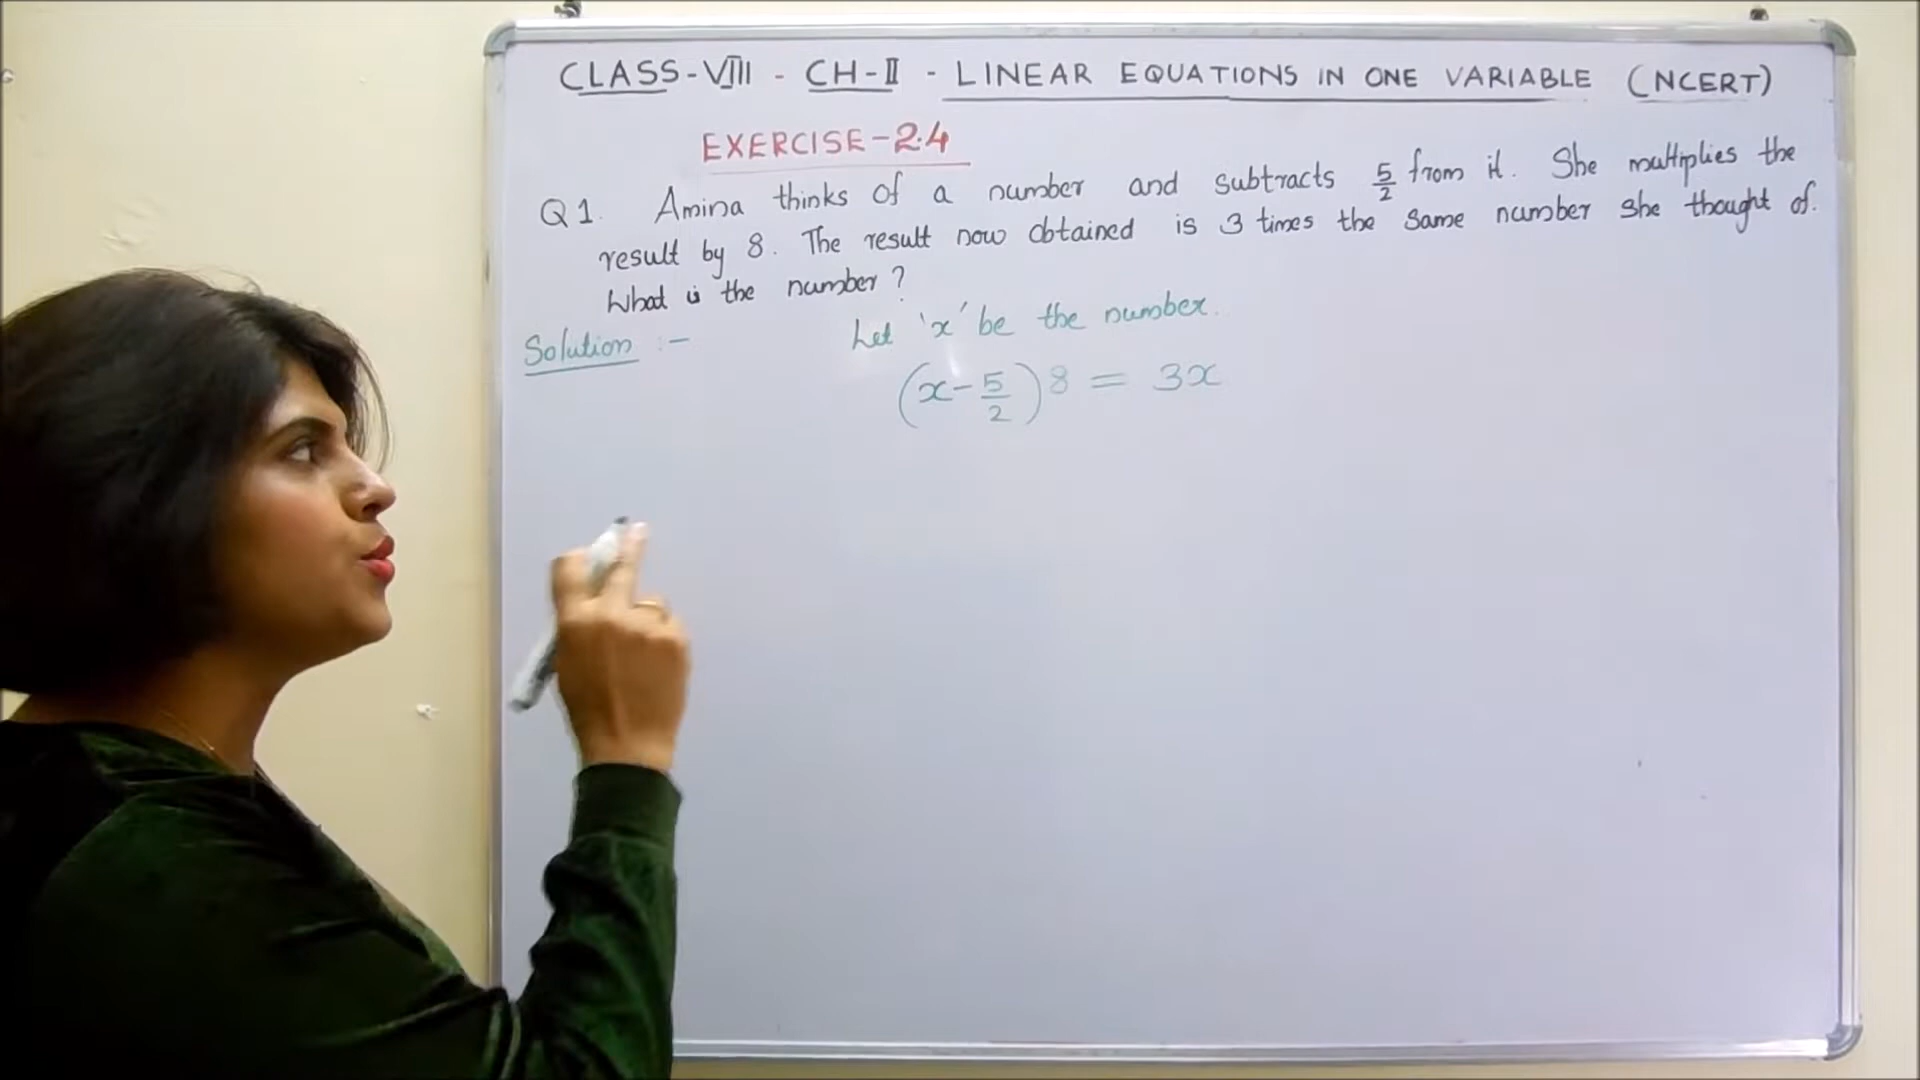 CLASS-VIII - CH-II - LINEAR EQUATIONS IN ONE VARIABLE (NCERT)
EXERCISE-2.4
Q1. Amina thinks of a number and subtracts 5/2 from it. She multiplies the
result by 8. The result now obtained is 3 times the same number she thought of.
What is the number?
Solution :- Let 'x' be the number.
(x - 5/2) 8 = 3x